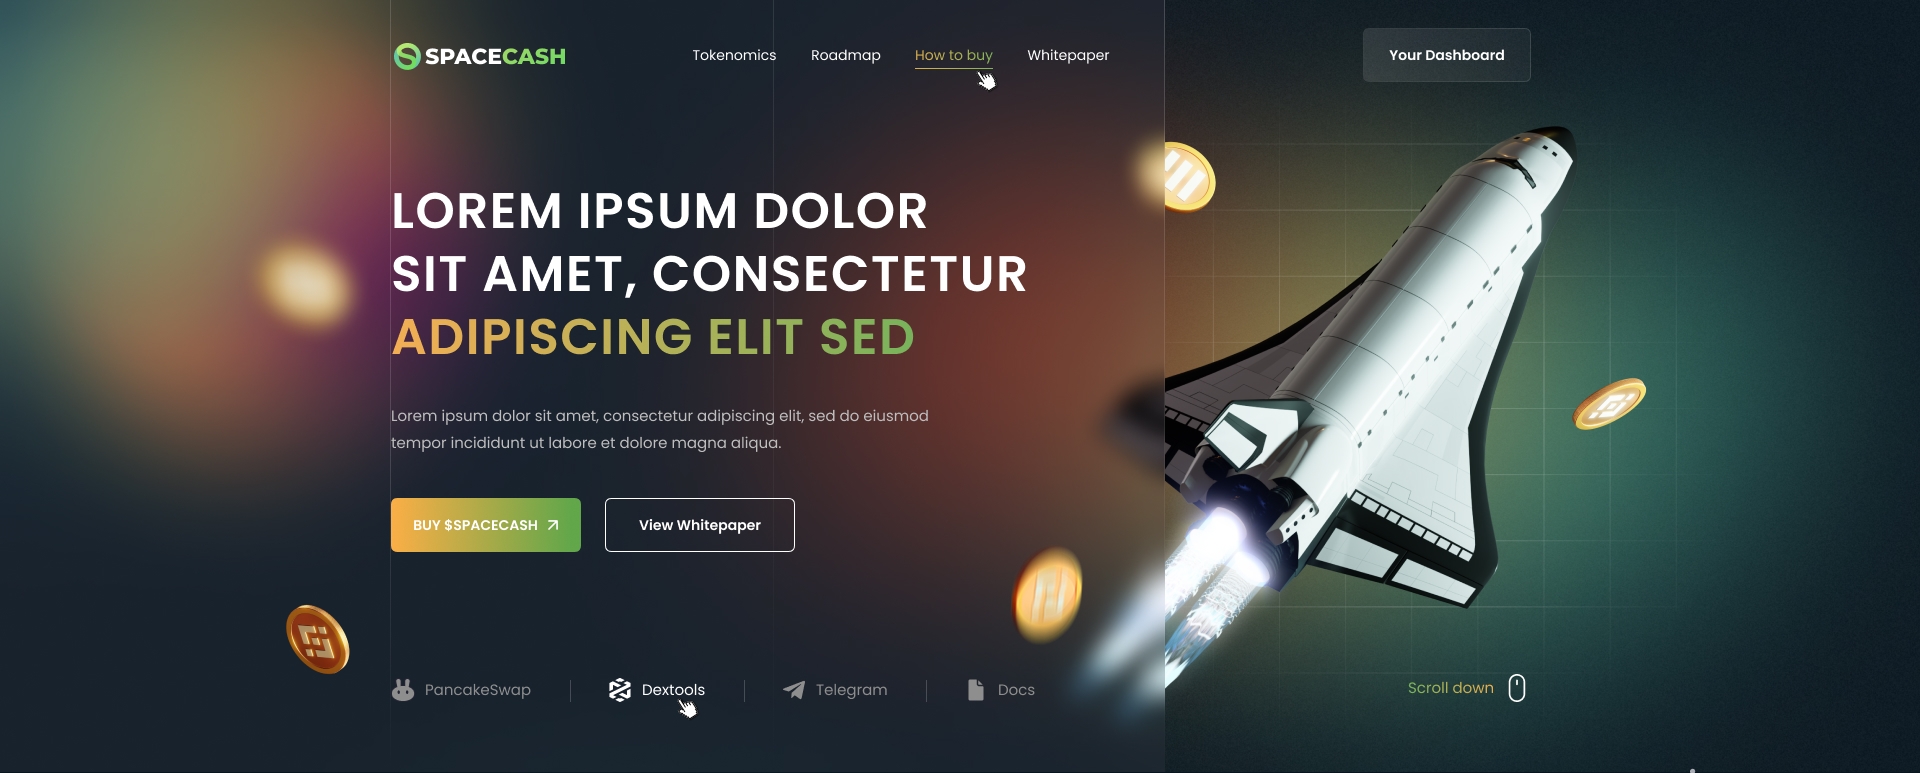 SPACECASH
Tokenomics
Roadmap
How to buy
Whitepaper
Your Dashboard
LOREM IPSUM DOLOR
SIT AMET, CONSECTETUR
ADIPISCING ELIT SED
Lorem ipsum dolor sit amet, consectetur adipiscing elit, sed do eiusmod
tempor incididunt ut labore et dolore magna aliqua.
BUY $SPACECASH
View Whitepaper
PancakeSwap
Dextools
Telegram
Docs
Scroll down